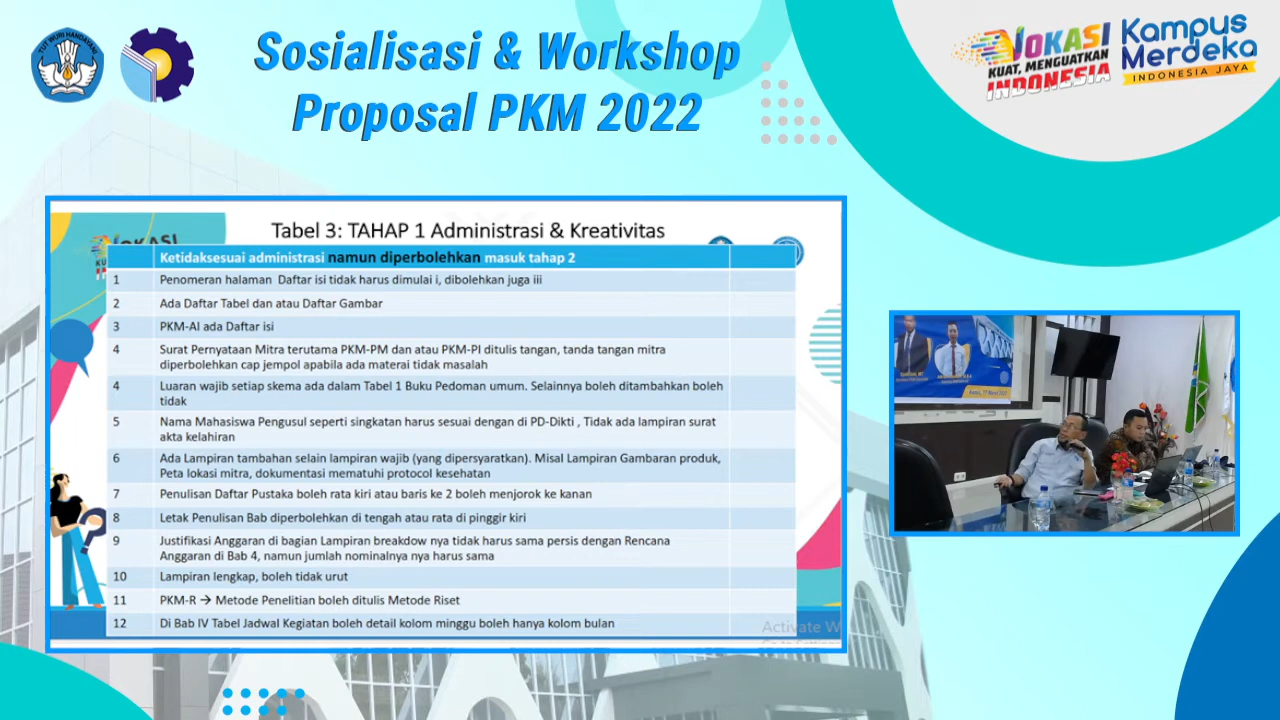 TUT WURI HANDAYANI
Sosialisasi & Workshop
Proposal PKM 2022
VOKASI
KUAT, MENGUATKAN
INDONESIA
Kampus
Merdeka
INDONESIA JAYA
Tabel 3: TAHAP 1 Administrasi & Kreativitas
Ketidaksesuai administrasi namun diperbolehkan masuk tahap 2
1 Penomeran halaman Daftar isi tidak harus dimulai i, dibolehkan juga iii
2 Ada Daftar Tabel dan atau Daftar Gambar
3 PKM-AI ada Daftar isi
4 Surat Pernyataan Mitra terutama PKM-PM dan atau PKM-PI ditulis tangan, tanda tangan mitra
diperbolehkan cap jempol apabila ada materai tidak masalah
4 Luaran wajib setiap skema ada dalam Tabel 1 Buku Pedoman umum. Selainnya boleh ditambahkan boleh
tidak
5 Nama Mahasiswa Pengusul seperti singkatan harus sesuai dengan di PD-Dikti , Tidak ada lampiran surat
akta kelahiran
6 Ada Lampiran tambahan selain lampiran wajib (yang dipersyaratkan). Misal Lampiran Gambaran produk,
Peta lokasi mitra, dokumentasi mematuhi protocol kesehatan
7 Penulisan Daftar Pustaka boleh rata kiri atau baris ke 2 boleh menjorok ke kanan
8 Letak Penulisan Bab diperbolehkan di tengah atau rata di pinggir kiri
9 Justifikasi Anggaran di bagian Lampiran breakdow nya tidak harus sama persis dengan Rencana
Anggaran di Bab 4, namun jumlah nominalnya nya harus sama
10 Lampiran lengkap, boleh tidak urut
11 PKM-R → Metode Penelitian boleh ditulis Metode Riset
12 Di Bab IV Tabel Jadwal Kegiatan boleh detail kolom minggu boleh hanya kolom bulan
Activate W